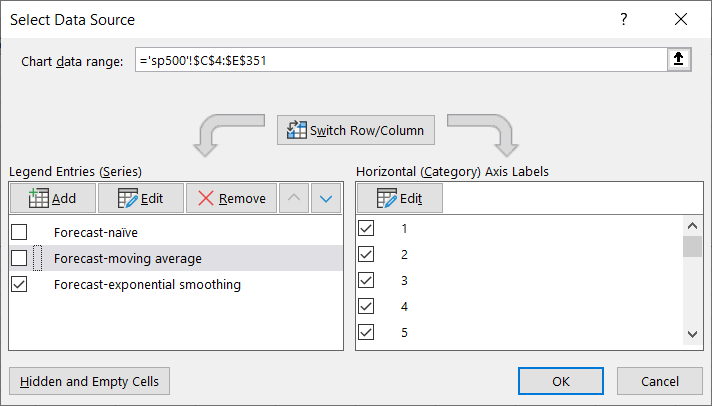 Select Data Source
?
Chart data range:
='sp500'!$C$4:$E$351
Switch Row/Column
Legend Entries (Series)
Horizontal (Category) Axis Labels
Add
Edit
Remove
Edit
Forecast-naïve
Forecast-moving average
Forecast-exponential smoothing
1
2
3
4
5
Hidden and Empty Cells
OK
Cancel